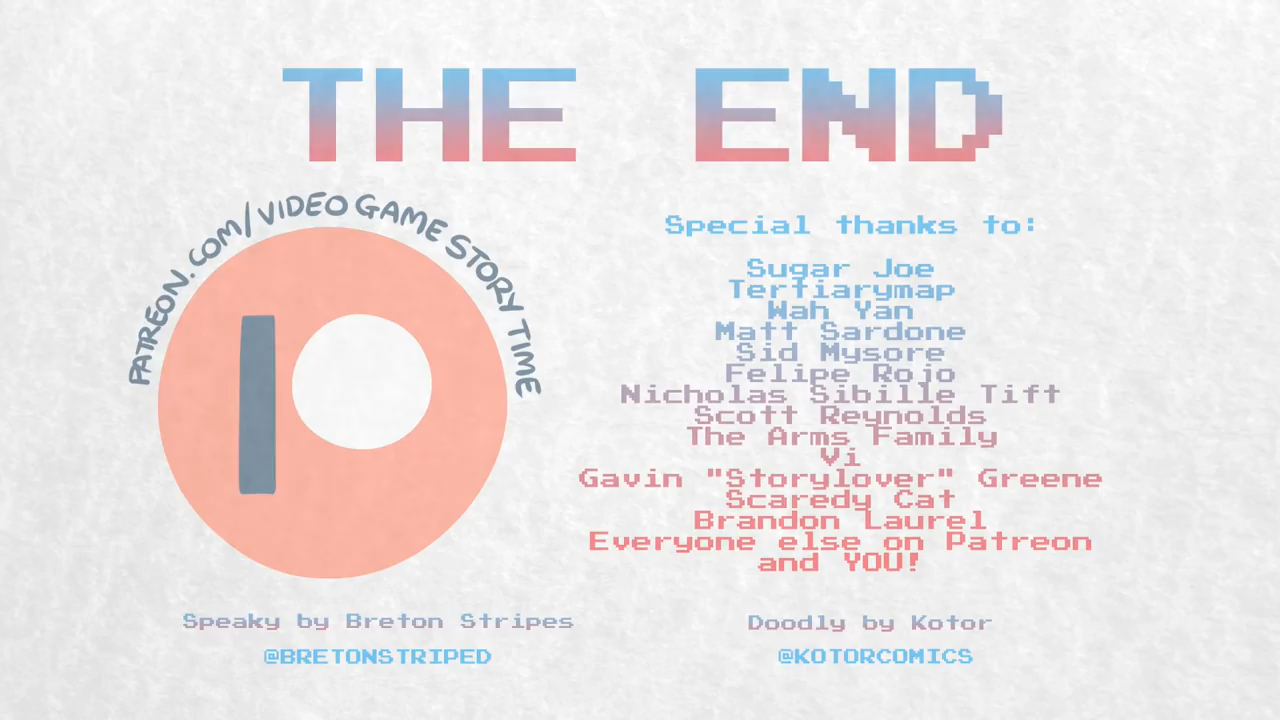 THE END
PATREON.COM/VIDEO GAME STORY TIME
Special thanks to:
Sugar Joe
Tertiarymap
Wah Yan
Matt Sardone
Sid Mysore
Felipe Rojo
Nicholas Sibille Tift
Scott Reynolds
The Arms Family
Vi
Gavin "Storylover" Greene
Scaredy Cat
Brandon Laurel
Everyone else on Patreon
and YOU!
Speaky by Breton Stripes
@BRETONSTRIPED
Doodly by Kotor
@KOTORCOMICS